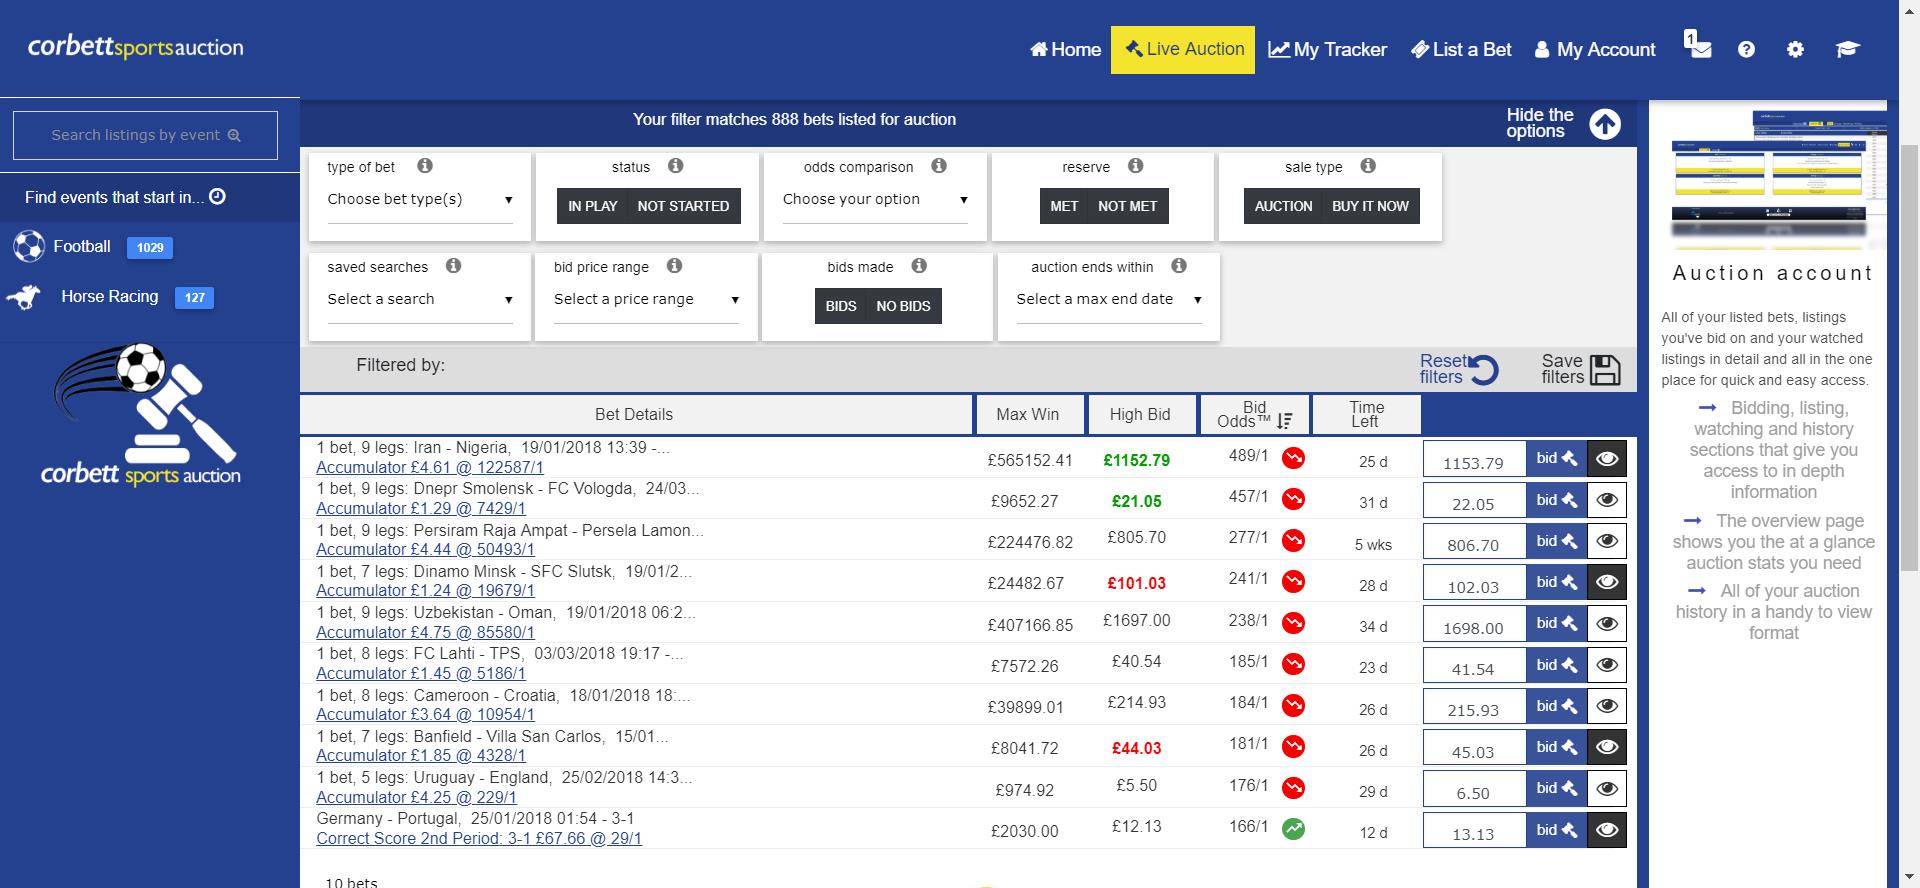 corbettsportsauction
Home
Live Auction
My Tracker
List a Bet
My Account
1
Search listings by event
Find events that start in...
Football 1029
Horse Racing 127
corbett sports auction
Your filter matches 888 bets listed for auction
Hide the
options
type of bet
Choose bet type(s)
status
IN PLAY NOT STARTED
odds comparison
Choose your option
reserve
MET NOT MET
sale type
AUCTION BUY IT NOW
saved searches
Select a search
bid price range
Select a price range
bids made
BIDS NO BIDS
auction ends within
Select a max end date
Filtered by:
Reset
filters
Save
filters
Bet Details
Max Win
High Bid
Bid
Odds™
Time
Left
1 bet, 9 legs: Iran - Nigeria, 19/01/2018 13:39 -...
Accumulator £4.61 @ 122587/1
£565152.41 £1152.79 489/1 25 d 1153.79 bid
1 bet, 9 legs: Dnepr Smolensk - FC Vologda, 24/03...
Accumulator £1.29 @ 7429/1
£9652.27 £21.05 457/1 31 d 22.05 bid
1 bet, 9 legs: Persiram Raja Ampat - Persela Lamon...
Accumulator £4.44 @ 50493/1
£224476.82 £805.70 277/1 5 wks 806.70 bid
1 bet, 7 legs: Dinamo Minsk - SFC Slutsk, 19/01/2...
Accumulator £1.24 @ 19679/1
£24482.67 £101.03 241/1 28 d 102.03 bid
1 bet, 9 legs: Uzbekistan - Oman, 19/01/2018 06:2...
Accumulator £4.75 @ 85580/1
£407166.85 £1697.00 238/1 34 d 1698.00 bid
1 bet, 8 legs: FC Lahti - TPS, 03/03/2018 19:17 -...
Accumulator £1.45 @ 5186/1
£7572.26 £40.54 185/1 23 d 41.54 bid
1 bet, 8 legs: Cameroon - Croatia, 18/01/2018 18:...
Accumulator £3.64 @ 10954/1
£39899.01 £214.93 184/1 26 d 215.93 bid
1 bet, 7 legs: Banfield - Villa San Carlos, 15/01...
Accumulator £1.85 @ 4328/1
£8041.72 £44.03 181/1 26 d 45.03 bid
1 bet, 5 legs: Uruguay - England, 25/02/2018 14:3...
Accumulator £4.25 @ 229/1
£974.92 £5.50 176/1 29 d 6.50 bid
Germany - Portugal, 25/01/2018 01:54 - 3-1
Correct Score 2nd Period: 3-1 £67.66 @ 29/1
£2030.00 £12.13 166/1 12 d 13.13 bid
10 bets
Auction account
All of your listed bets, listings
you've bid on and your watched
listings in detail and all in the one
place for quick and easy access.
Bidding, listing,
watching and history
sections that give you
access to in depth
information
The overview page
shows you the at a glance
auction stats you need
All of your auction
history in a handy to view
format